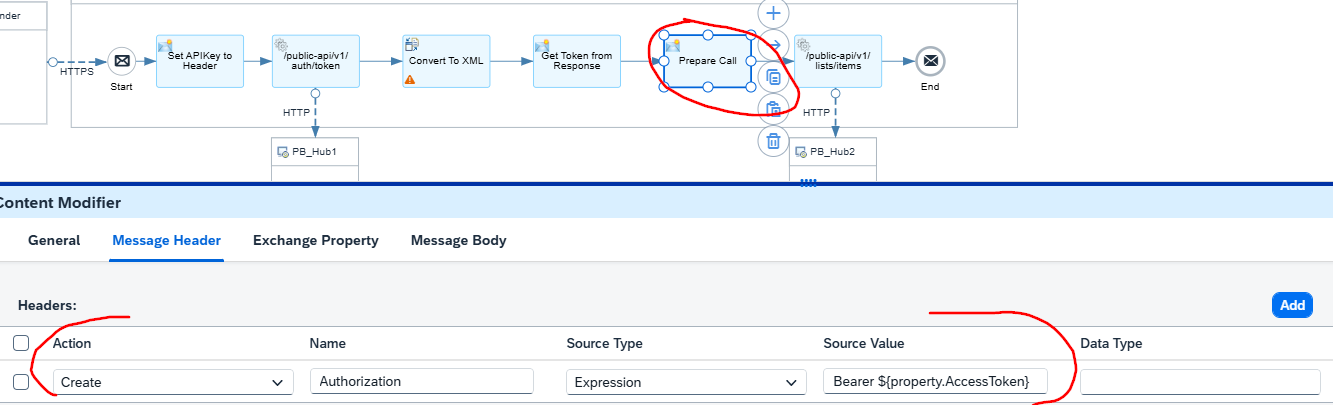 nder
HTTPS
Start
Set APIKey to
Header
/public-api/v1/
auth/token
Convert To XML
Get Token from
Response
Prepare Call
/public-api/v1/
lists/items
End
HTTP
HTTP
PB_Hub1
PB_Hub2
Content Modifier
General Message Header Exchange Property Message Body
Headers:
Add
Action Name Source Type Source Value Data Type
Create Authorization Expression Bearer ${property.AccessToken}